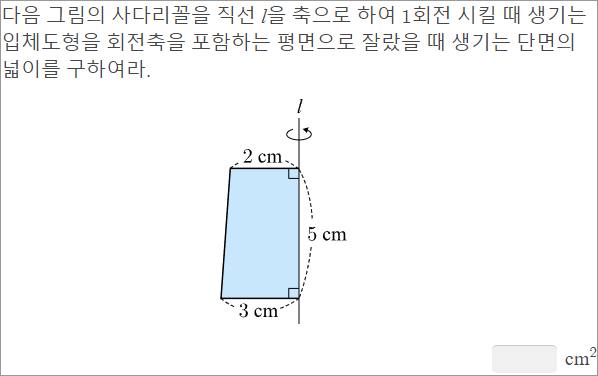 다음 그림의 사다리꼴을 직선 l을 축으로 하여 1회전 시킬 때 생기는
입체도형을 회전축을 포함하는 평면으로 잘랐을 때 생기는 단면의
넓이를 구하여라.
l
2 cm
5 cm
3 cm
cm²